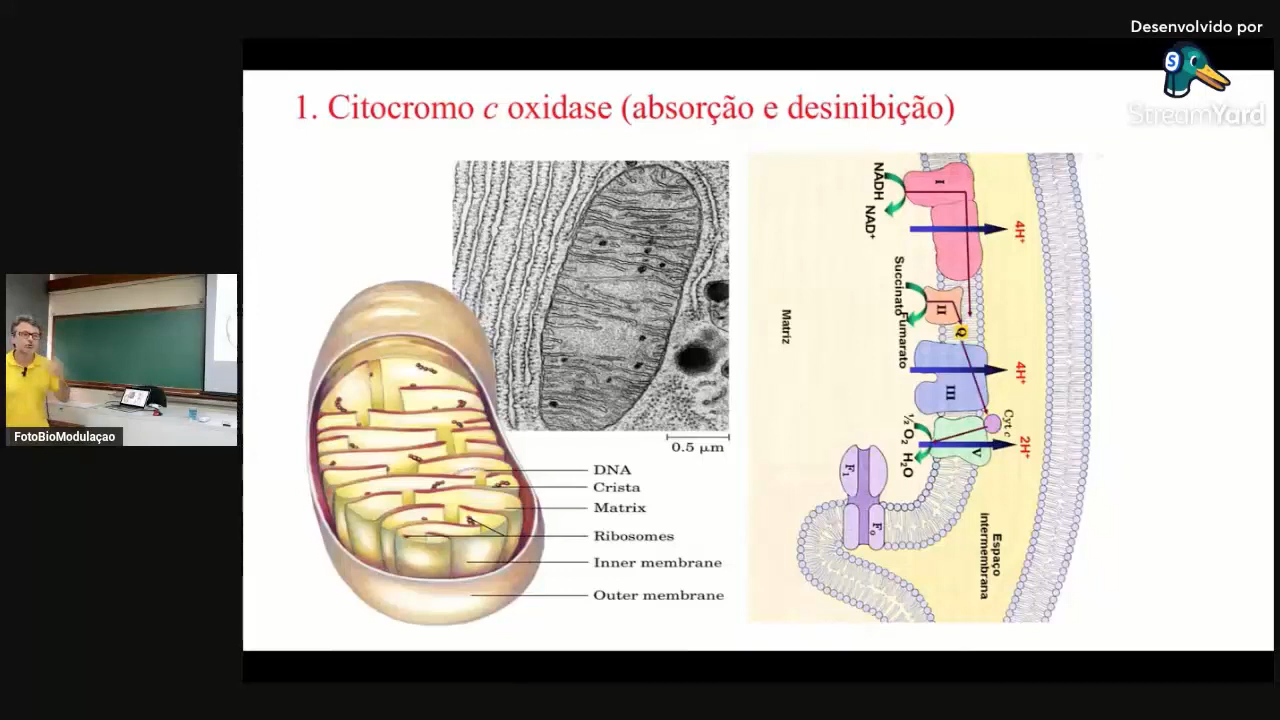 Desenvolvido por
S
StreamYard
1. Citocromo c oxidase (absorção e desinibição)
0.5 μm
DNA
Crista
Matrix
Ribosomes
Inner membrane
Outer membrane
NADH
NAD⁺
I
4H⁺
Succinato
Fumarato
II
Q
Matriz
III
4H⁺
Cyt c
½ O₂ H₂O
V
2H⁺
F₁
F₀
Espaço
intermembrana
FotoBioModulaçao